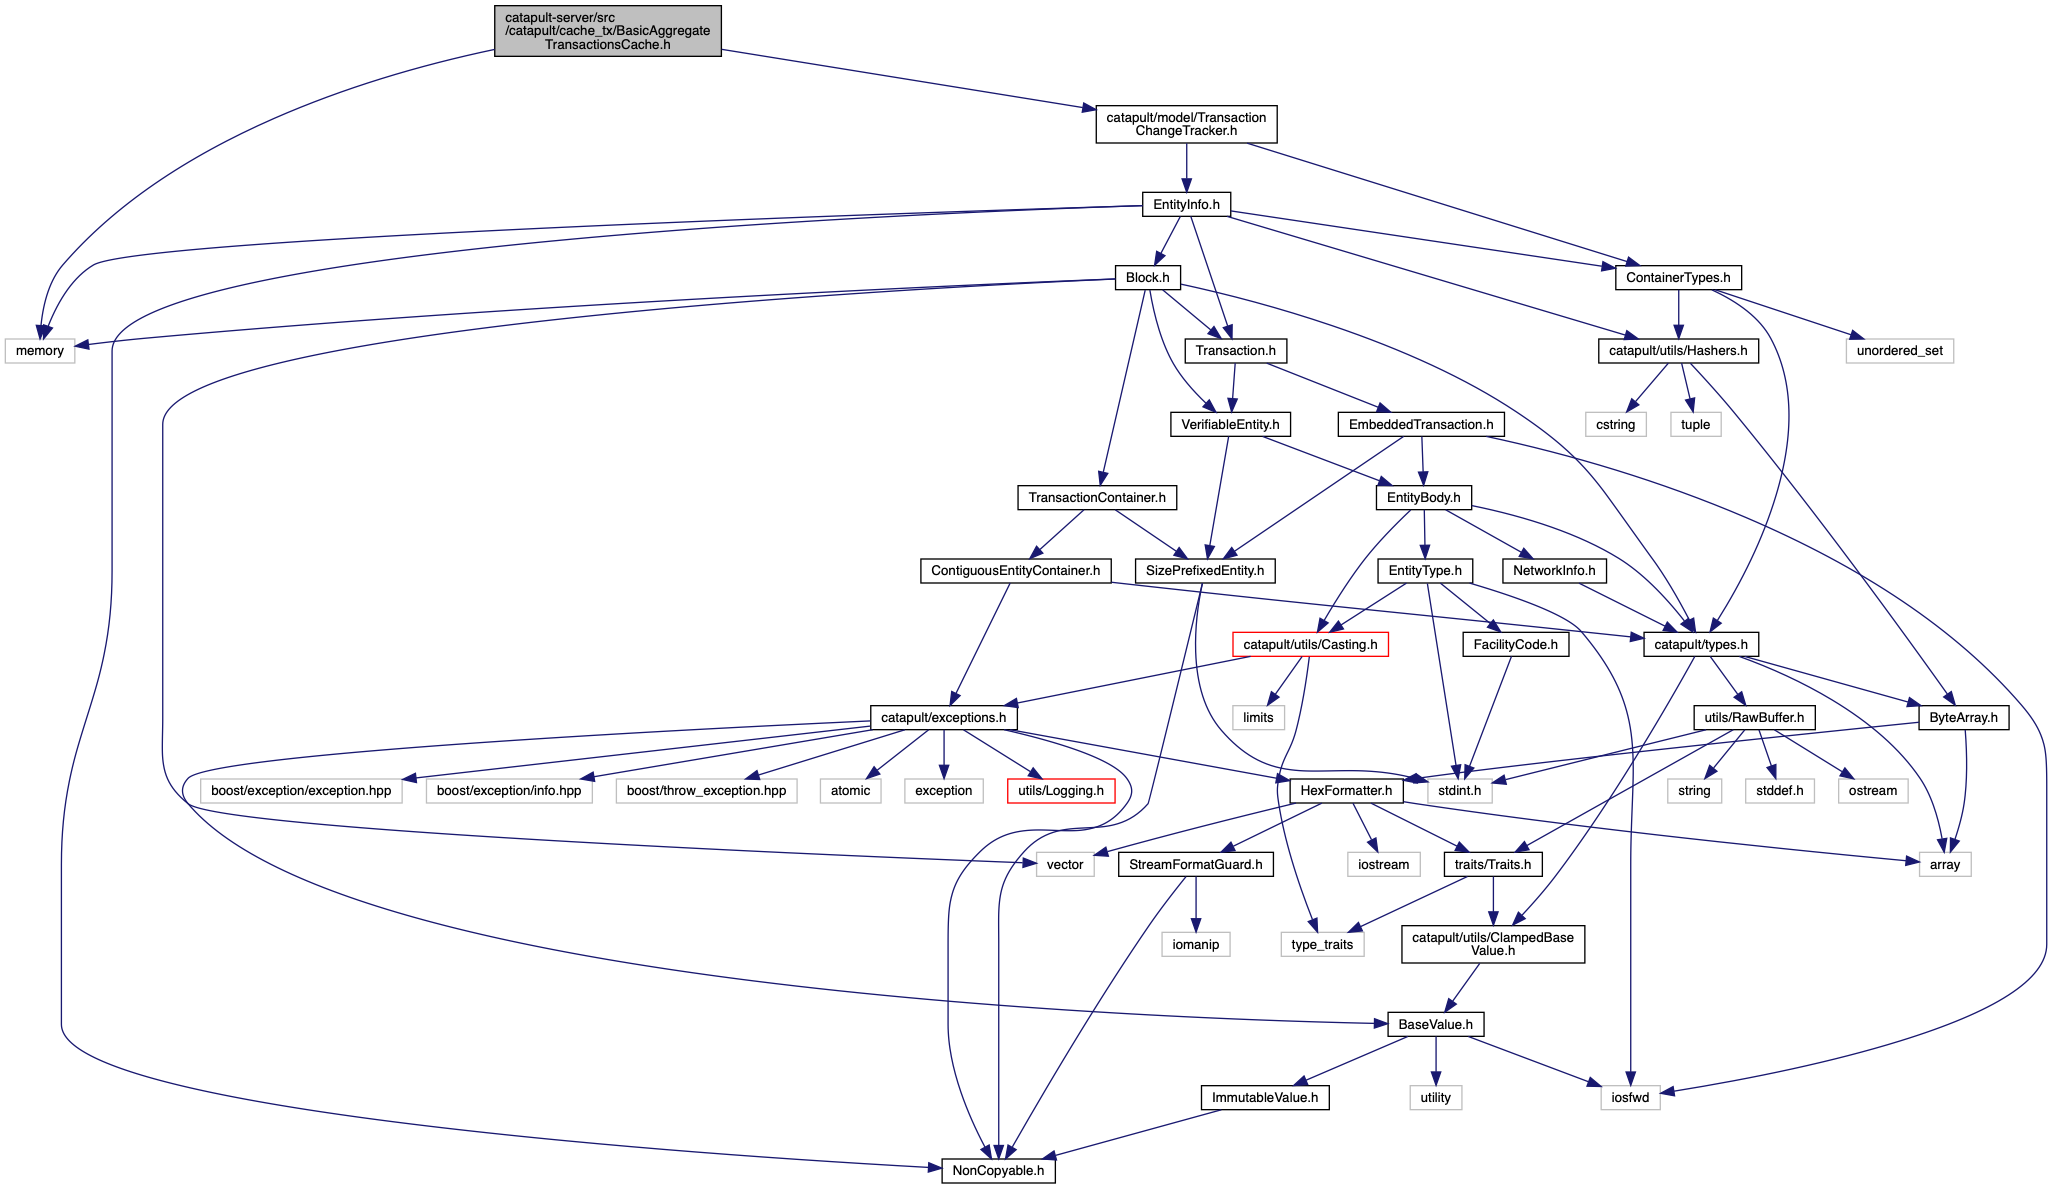 catapult-server/src
/catapult/cache_tx/BasicAggregate
TransactionsCache.h
catapult/model/Transaction
ChangeTracker.h
EntityInfo.h
Block.h
ContainerTypes.h
memory
Transaction.h
catapult/utils/Hashers.h
unordered_set
VerifiableEntity.h
EmbeddedTransaction.h
cstring
tuple
TransactionContainer.h
EntityBody.h
ContiguousEntityContainer.h
SizePrefixedEntity.h
EntityType.h
NetworkInfo.h
catapult/utils/Casting.h
FacilityCode.h
catapult/types.h
catapult/exceptions.h
limits
utils/RawBuffer.h
ByteArray.h
boost/exception/exception.hpp
boost/exception/info.hpp
boost/throw_exception.hpp
atomic
exception
utils/Logging.h
HexFormatter.h
stdint.h
string
stddef.h
ostream
vector
StreamFormatGuard.h
iostream
traits/Traits.h
array
iomanip
type_traits
catapult/utils/ClampedBase
Value.h
BaseValue.h
ImmutableValue.h
utility
iosfwd
NonCopyable.h